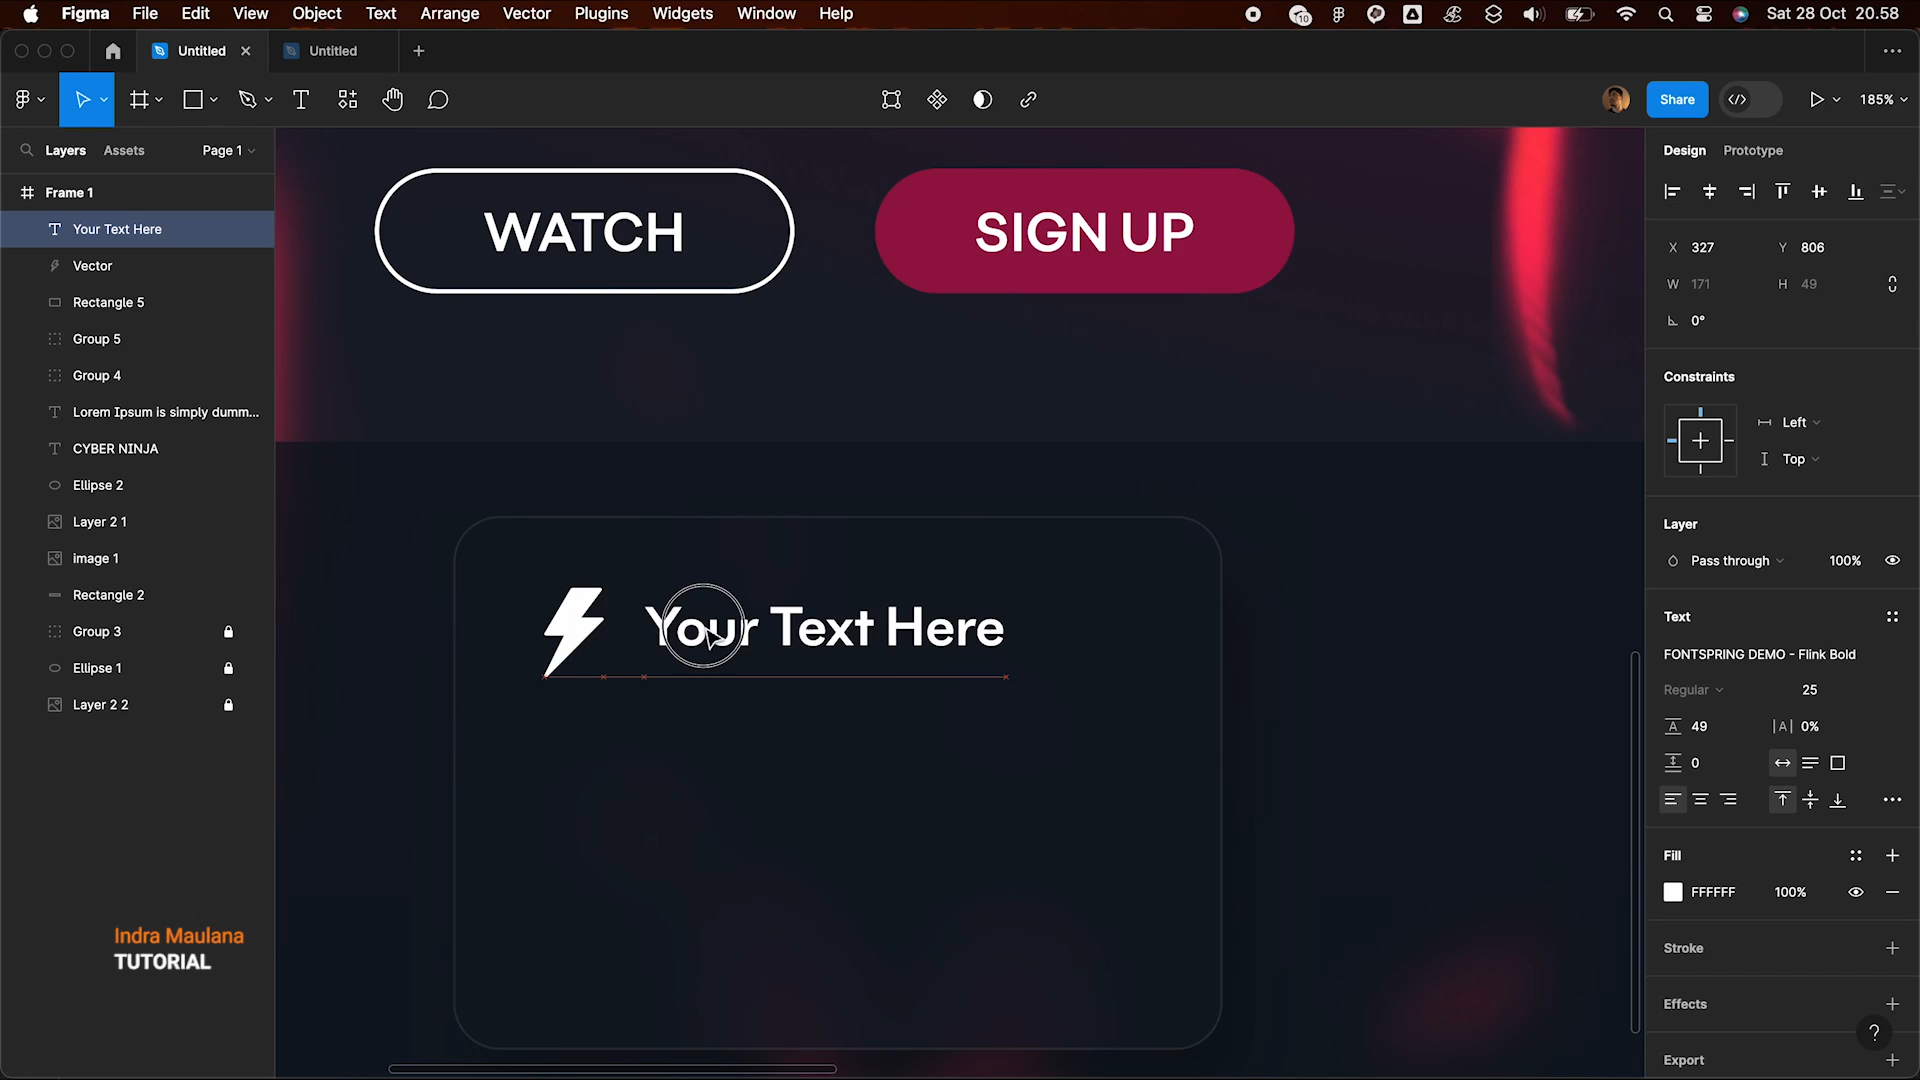 Figma File Edit View Object Text Arrange Vector Plugins Widgets Window Help 10 Sat 28 Oct 20.58
Untitled Untitled
Share 185%
Layers Assets Page 1
Design Prototype
Frame 1
Your Text Here
Vector
Rectangle 5
Group 5
Group 4
Lorem Ipsum is simply dumm...
CYBER NINJA
Ellipse 2
Layer 2 1
image 1
Rectangle 2
Group 3
Ellipse 1
Layer 2 2
Indra Maulana
TUTORIAL
WATCH
SIGN UP
Your Text Here
X 327 Y 806
W 171 H 49
0°
Constraints
Left
Top
Layer
Pass through 100%
Text
FONTSPRING DEMO - Flink Bold
Regular 25
A 49 |A| 0%
0
Fill
FFFFFF 100%
Stroke
Effects
?
Export